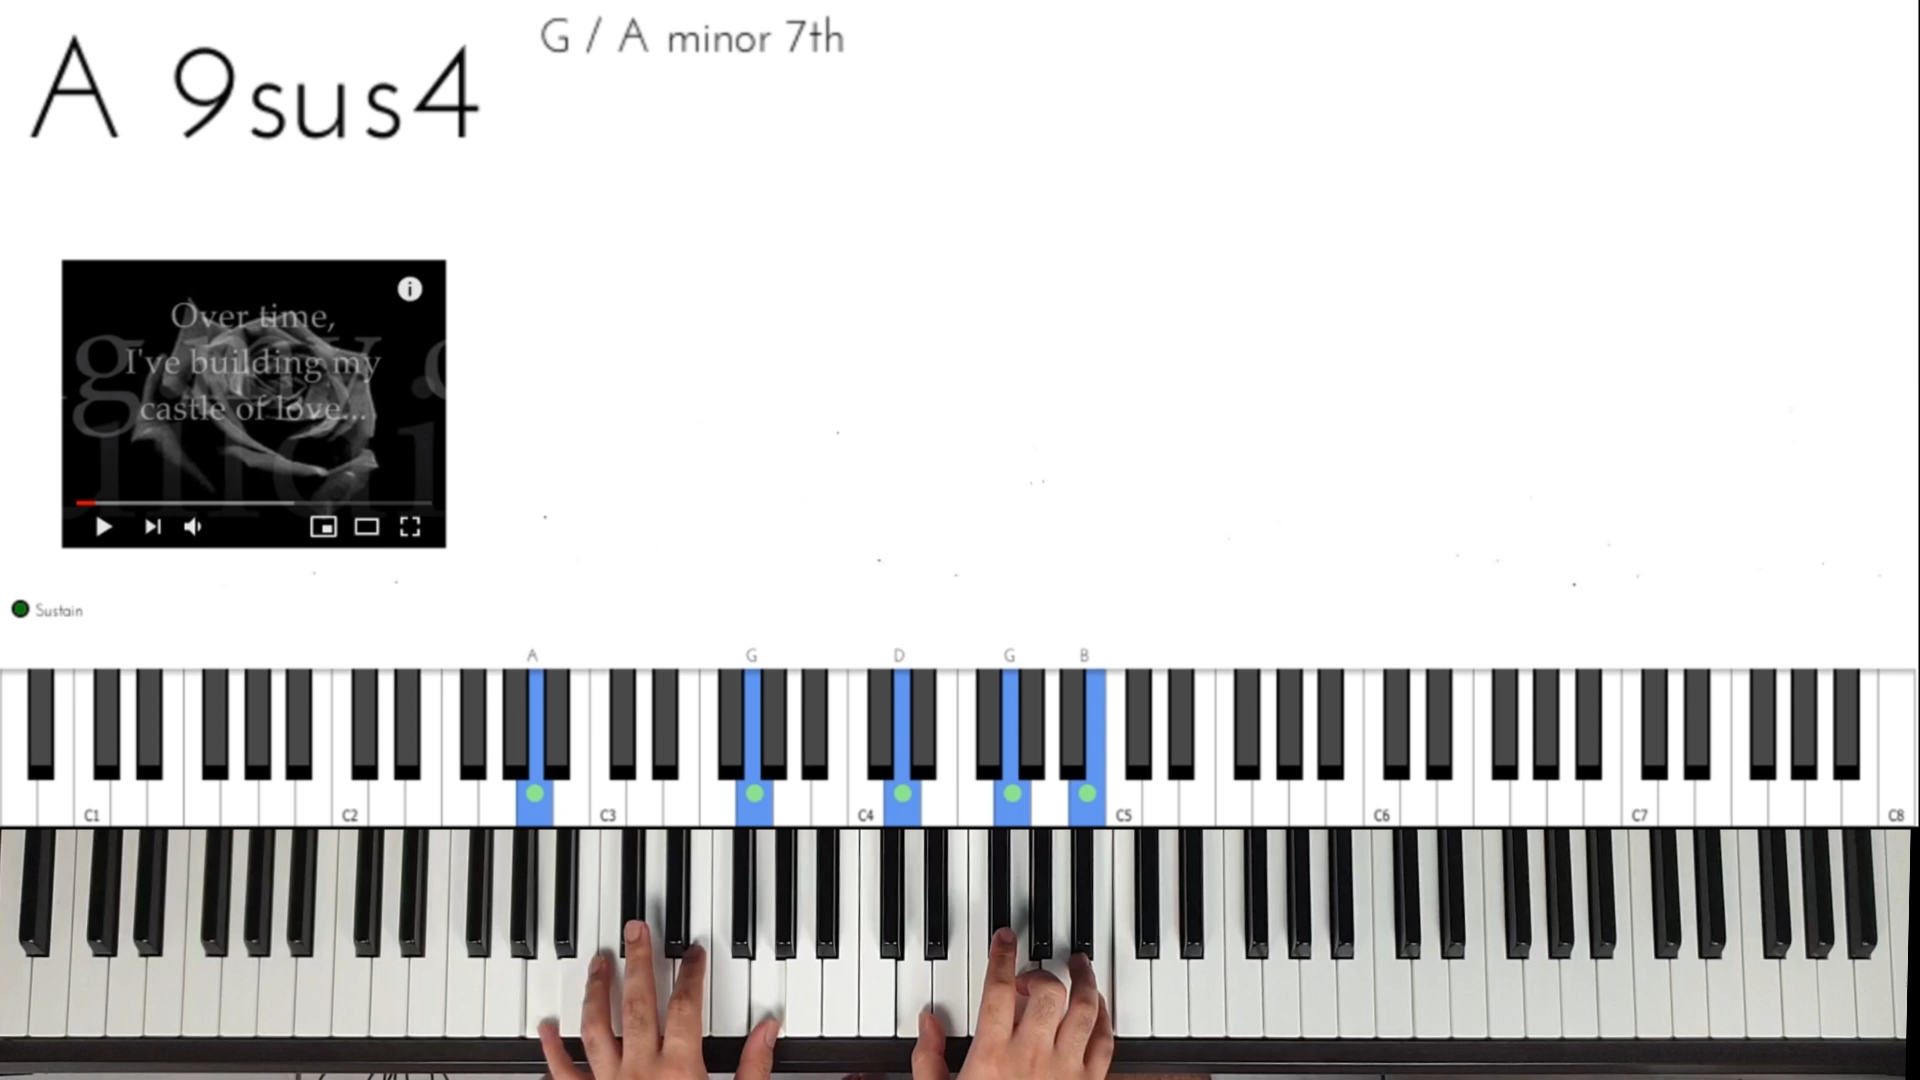 A 9sus4
G / A minor 7th
Over time,
I've building my
castle of love...
Sustain
A G D G B
C1 C2 C3 C4 C5 C6 C7 C8